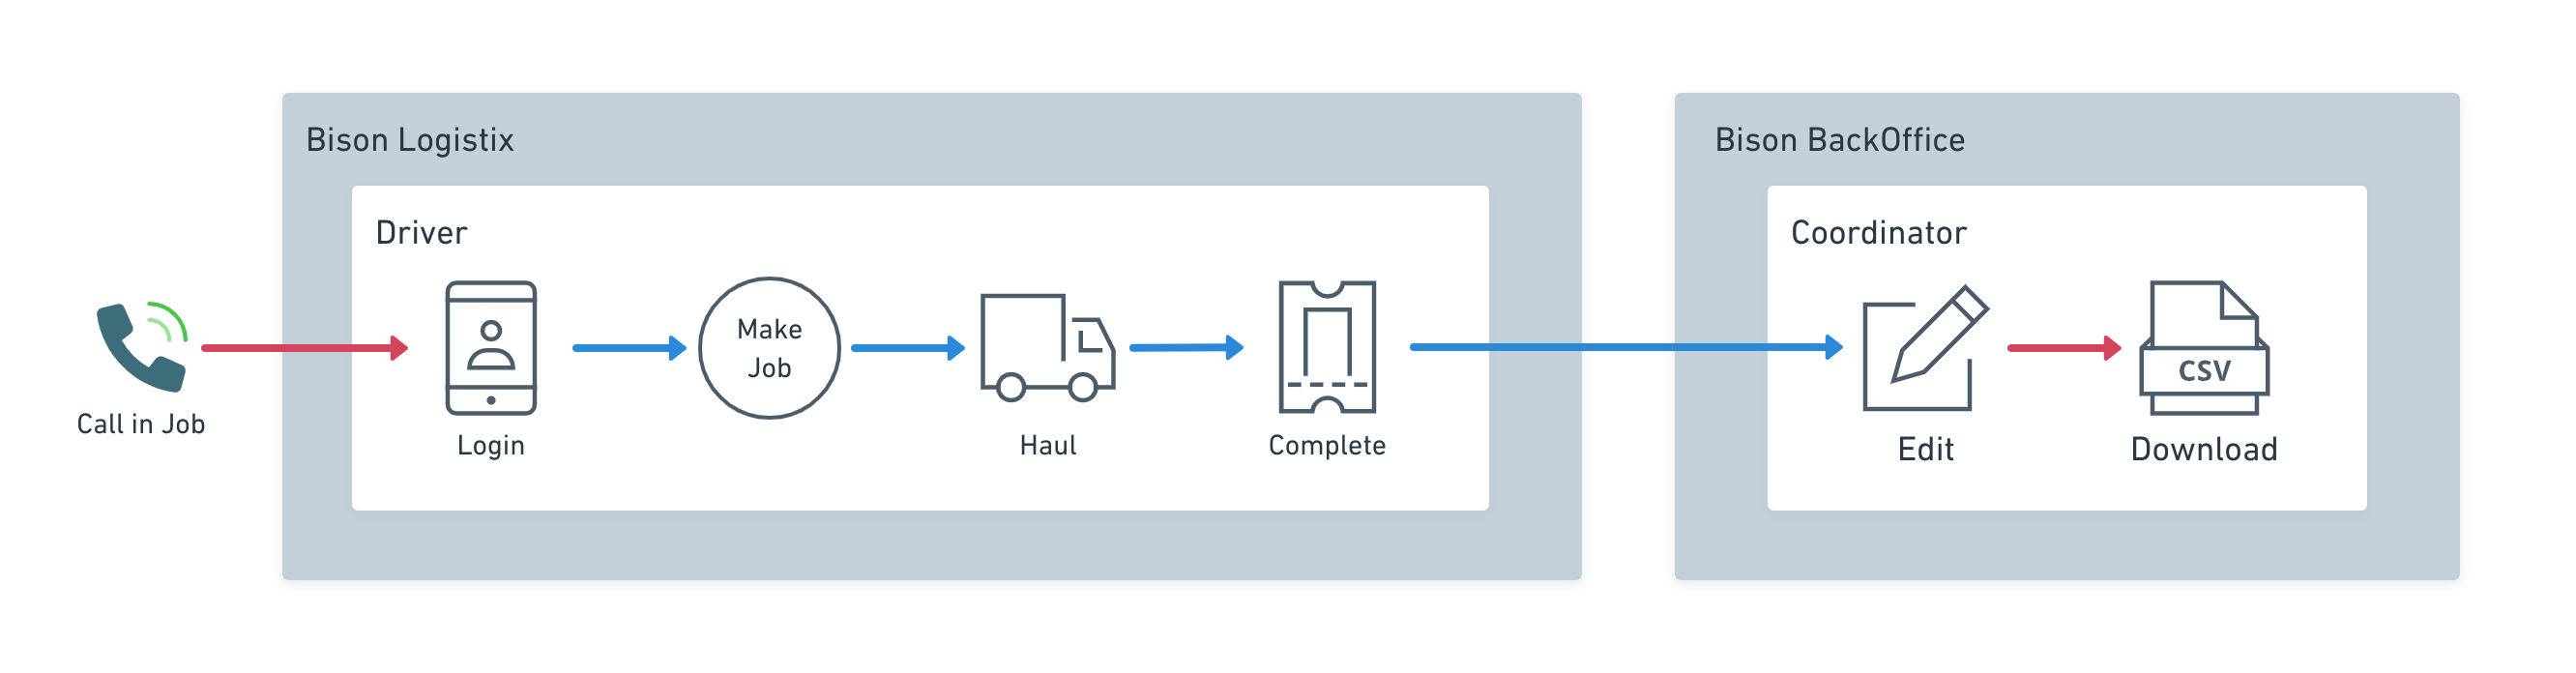 Bison Logistix
Bison BackOffice
Driver
Coordinator
Call in Job
Login
Make
Job
Haul
Complete
Edit
CSV
Download